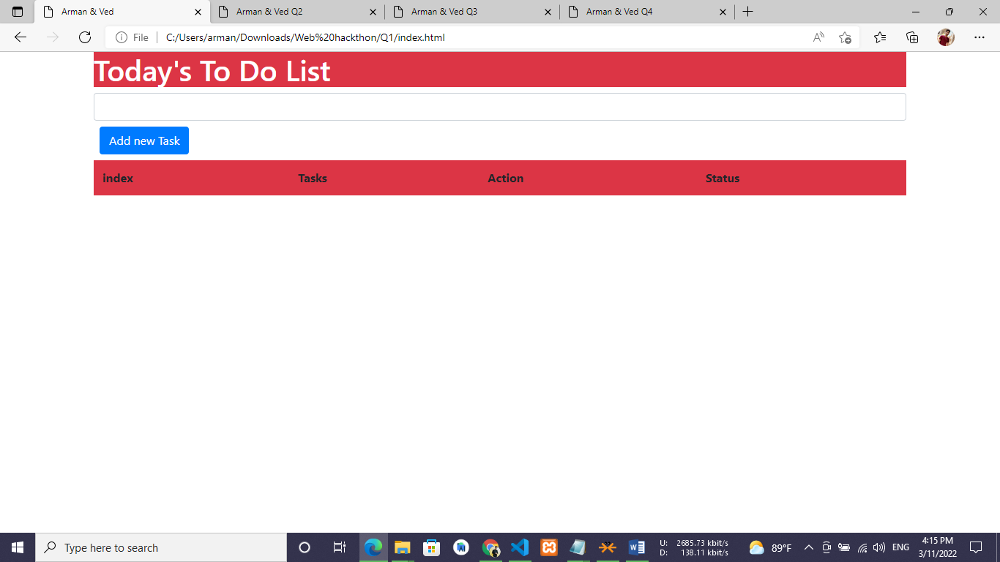 Arman & Ved
Arman & Ved Q2
Arman & Ved Q3
Arman & Ved Q4
File
C:/Users/arman/Downloads/Web%20hackthon/Q1/index.html
Today's To Do List
Add new Task
index Tasks Action Status
Type here to search
U: 2685.73 kbit/s
D: 138.11 kbit/s
89°F
ENG
4:15 PM
3/11/2022